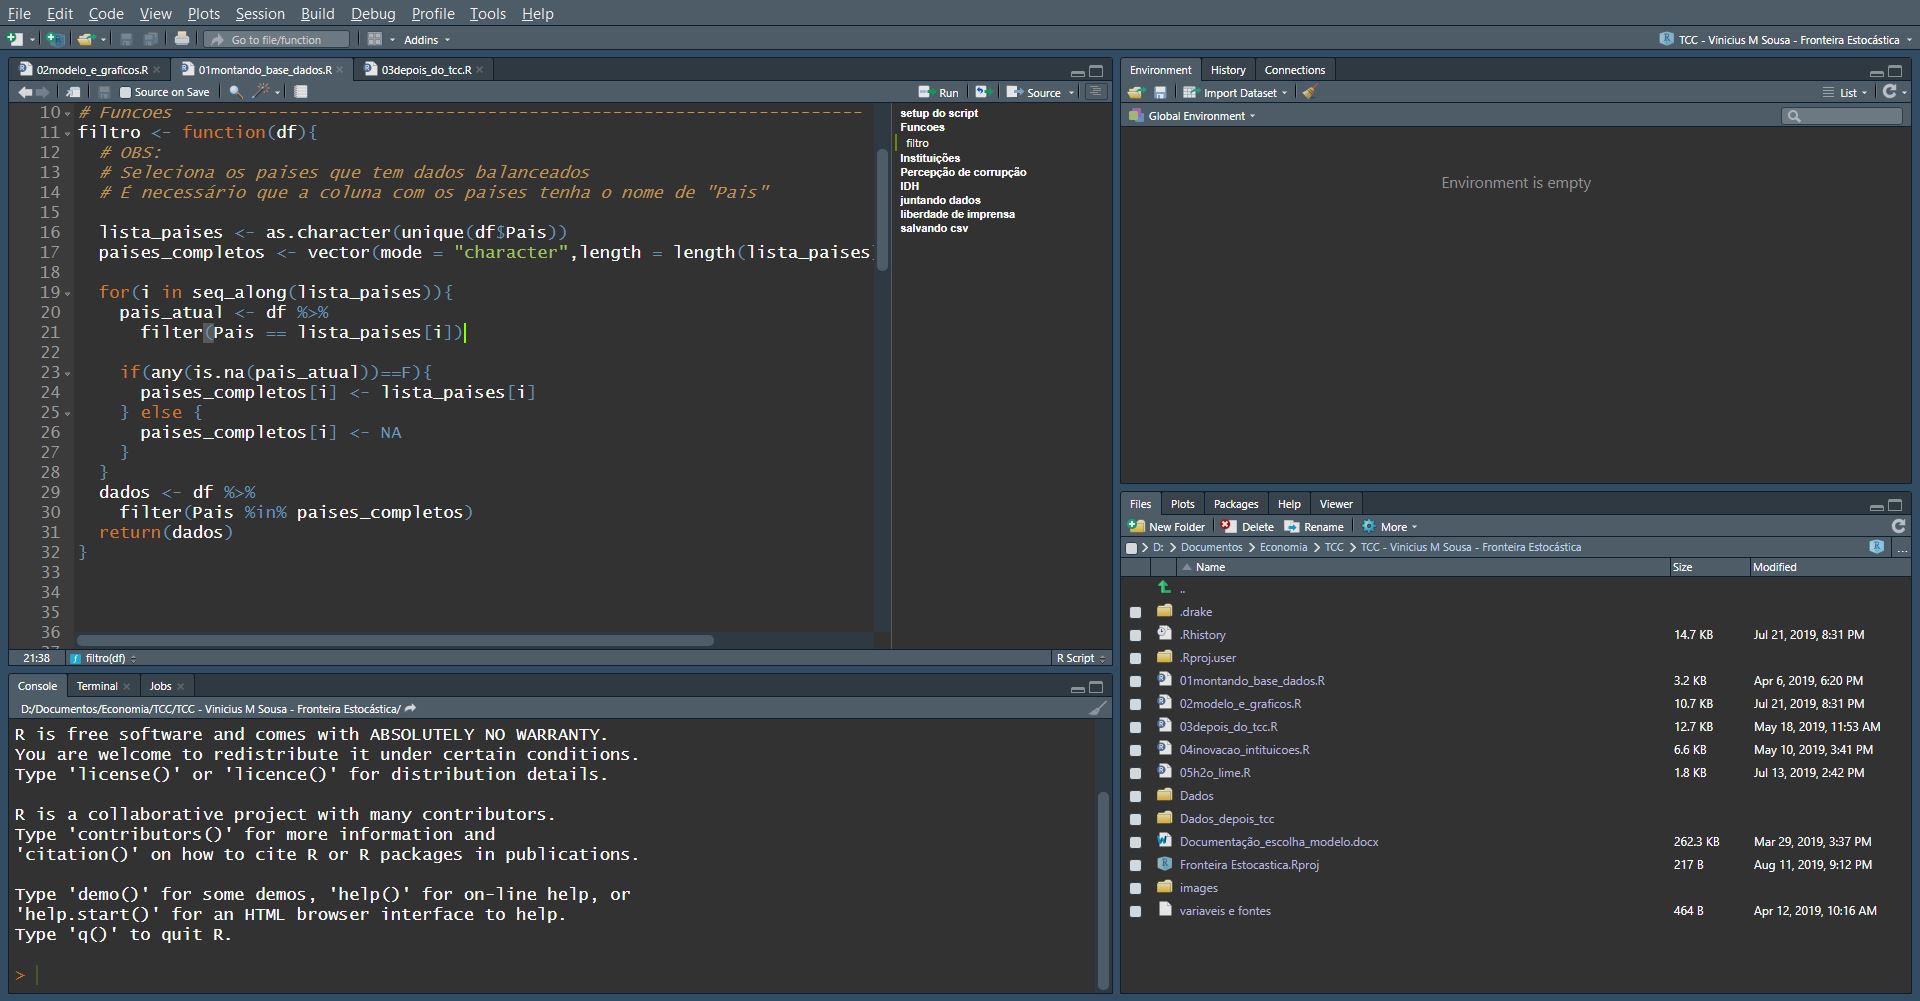 File Edit Code View Plots Session Build Debug Profile Tools Help
Go to file/function Addins
TCC - Vinicius M Sousa - Fronteira Estocástica
02modelo_e_graficos.R 01montando_base_dados.R 03depois_do_tcc.R
Source on Save Run Source
10 # Funcoes -----------------------------------------------------------------
11 filtro <- function(df){
12 # OBS:
13 # Seleciona os paises que tem dados balanceados
14 # É necessário que a coluna com os paises tenha o nome de "Pais"
15
16 lista_paises <- as.character(unique(df$Pais))
17 paises_completos <- vector(mode = "character",length = length(lista_paises)
18
19 for(i in seq_along(lista_paises)){
20 pais_atual <- df %>%
21 filter(Pais == lista_paises[i])
22
23 if(any(is.na(pais_atual))==F){
24 paises_completos[i] <- lista_paises[i]
25 } else {
26 paises_completos[i] <- NA
27 }
28 }
29 dados <- df %>%
30 filter(Pais %in% paises_completos)
31 return(dados)
32 }
33
34
35
36
setup do script
Funcoes
filtro
Instituições
Percepção de corrupção
IDH
juntando dados
liberdade de imprensa
salvando csv
21:38 filtro(df) R Script
Console Terminal Jobs
D:/Documentos/Economia/TCC/TCC - Vinicius M Sousa - Fronteira Estocástica/
R is free software and comes with ABSOLUTELY NO WARRANTY.
You are welcome to redistribute it under certain conditions.
Type 'license()' or 'licence()' for distribution details.
R is a collaborative project with many contributors.
Type 'contributors()' for more information and
'citation()' on how to cite R or R packages in publications.
Type 'demo()' for some demos, 'help()' for on-line help, or
'help.start()' for an HTML browser interface to help.
Type 'q()' to quit R.
>
Environment History Connections
Import Dataset List
Global Environment
Environment is empty
Files Plots Packages Help Viewer
New Folder Delete Rename More
D: > Documentos > Economia > TCC > TCC - Vinicius M Sousa - Fronteira Estocástica ...
Name Size Modified
..
.drake
.Rhistory 14.7 KB Jul 21, 2019, 8:31 PM
.Rproj.user
01montando_base_dados.R 3.2 KB Apr 6, 2019, 6:20 PM
02modelo_e_graficos.R 10.7 KB Jul 21, 2019, 8:31 PM
03depois_do_tcc.R 12.7 KB May 18, 2019, 11:53 AM
04inovacao_intituicoes.R 6.6 KB May 10, 2019, 3:41 PM
05h2o_lime.R 1.8 KB Jul 13, 2019, 2:42 PM
Dados
Dados_depois_tcc
Documentação_escolha_modelo.docx 262.3 KB Mar 29, 2019, 3:37 PM
Fronteira Estocastica.Rproj 217 B Aug 11, 2019, 9:12 PM
images
variaveis e fontes 464 B Apr 12, 2019, 10:16 AM